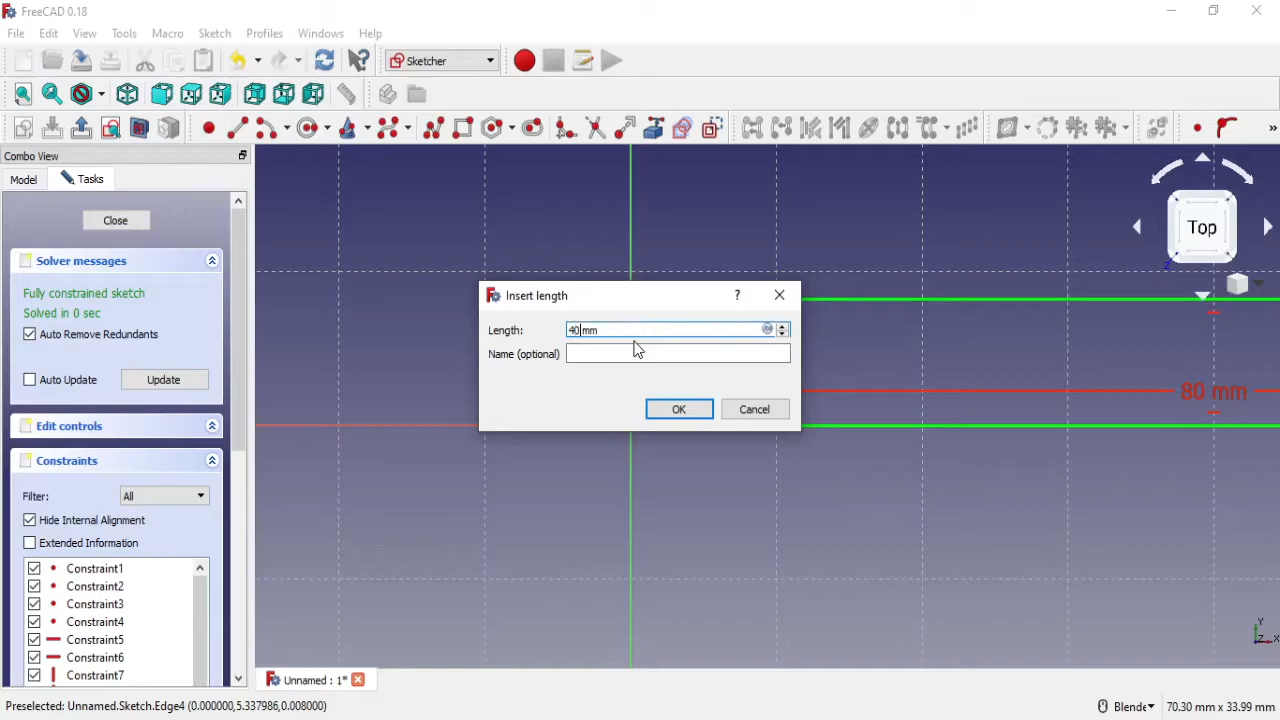 FreeCAD 0.18
File Edit View Tools Macro Sketch Profiles Windows Help
Sketcher
»
Combo View
Model Tasks
Close
Solver messages
Fully constrained sketch
Solved in 0 sec
Auto Remove Redundants
Auto Update Update
Edit controls
Constraints
Filter: All
Hide Internal Alignment
Extended Information
Constraint1
Constraint2
Constraint3
Constraint4
Constraint5
Constraint6
Constraint7
Top
Z
Insert length ?
Length: 40 mm
Name (optional)
OK Cancel
80 mm
Y
Z X
Unnamed : 1*
Preselected: Unnamed.Sketch.Edge4 (0.000000,5.337986,0.008000) Blende 70.30 mm x 33.99 mm